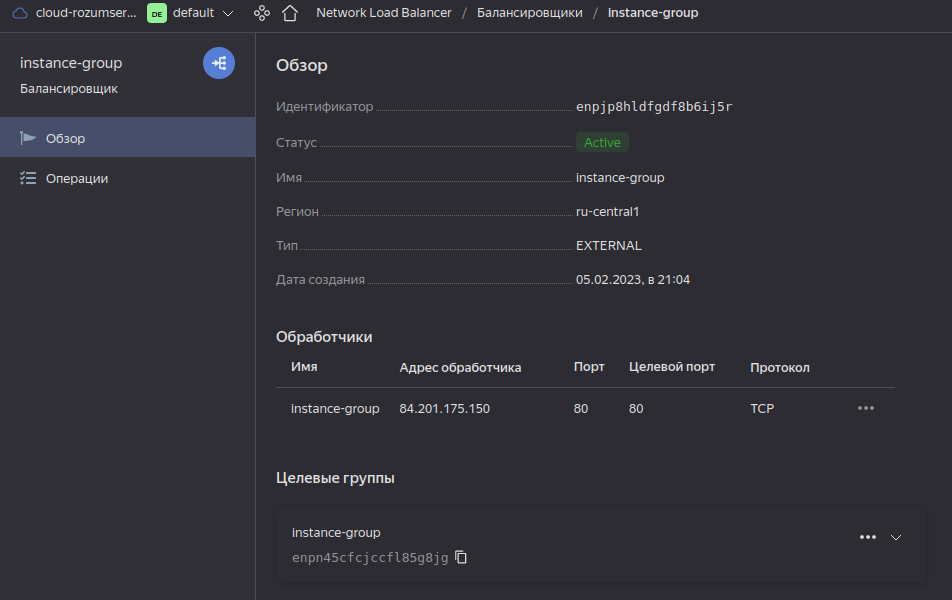 cloud-rozumser... DE default Network Load Balancer / Балансировщики / Instance-group
instance-group
Балансировщик
Обзор
Операции
Обзор
Идентификатор enpjp8hldfgdf8b6ij5r
Статус Active
Имя instance-group
Регион ru-central1
Тип EXTERNAL
Дата создания 05.02.2023, в 21:04
Обработчики
Имя Адрес обработчика Порт Целевой порт Протокол
instance-group 84.201.175.150 80 80 TCP
Целевые группы
instance-group
enpn45cfcjccfl85g8jg